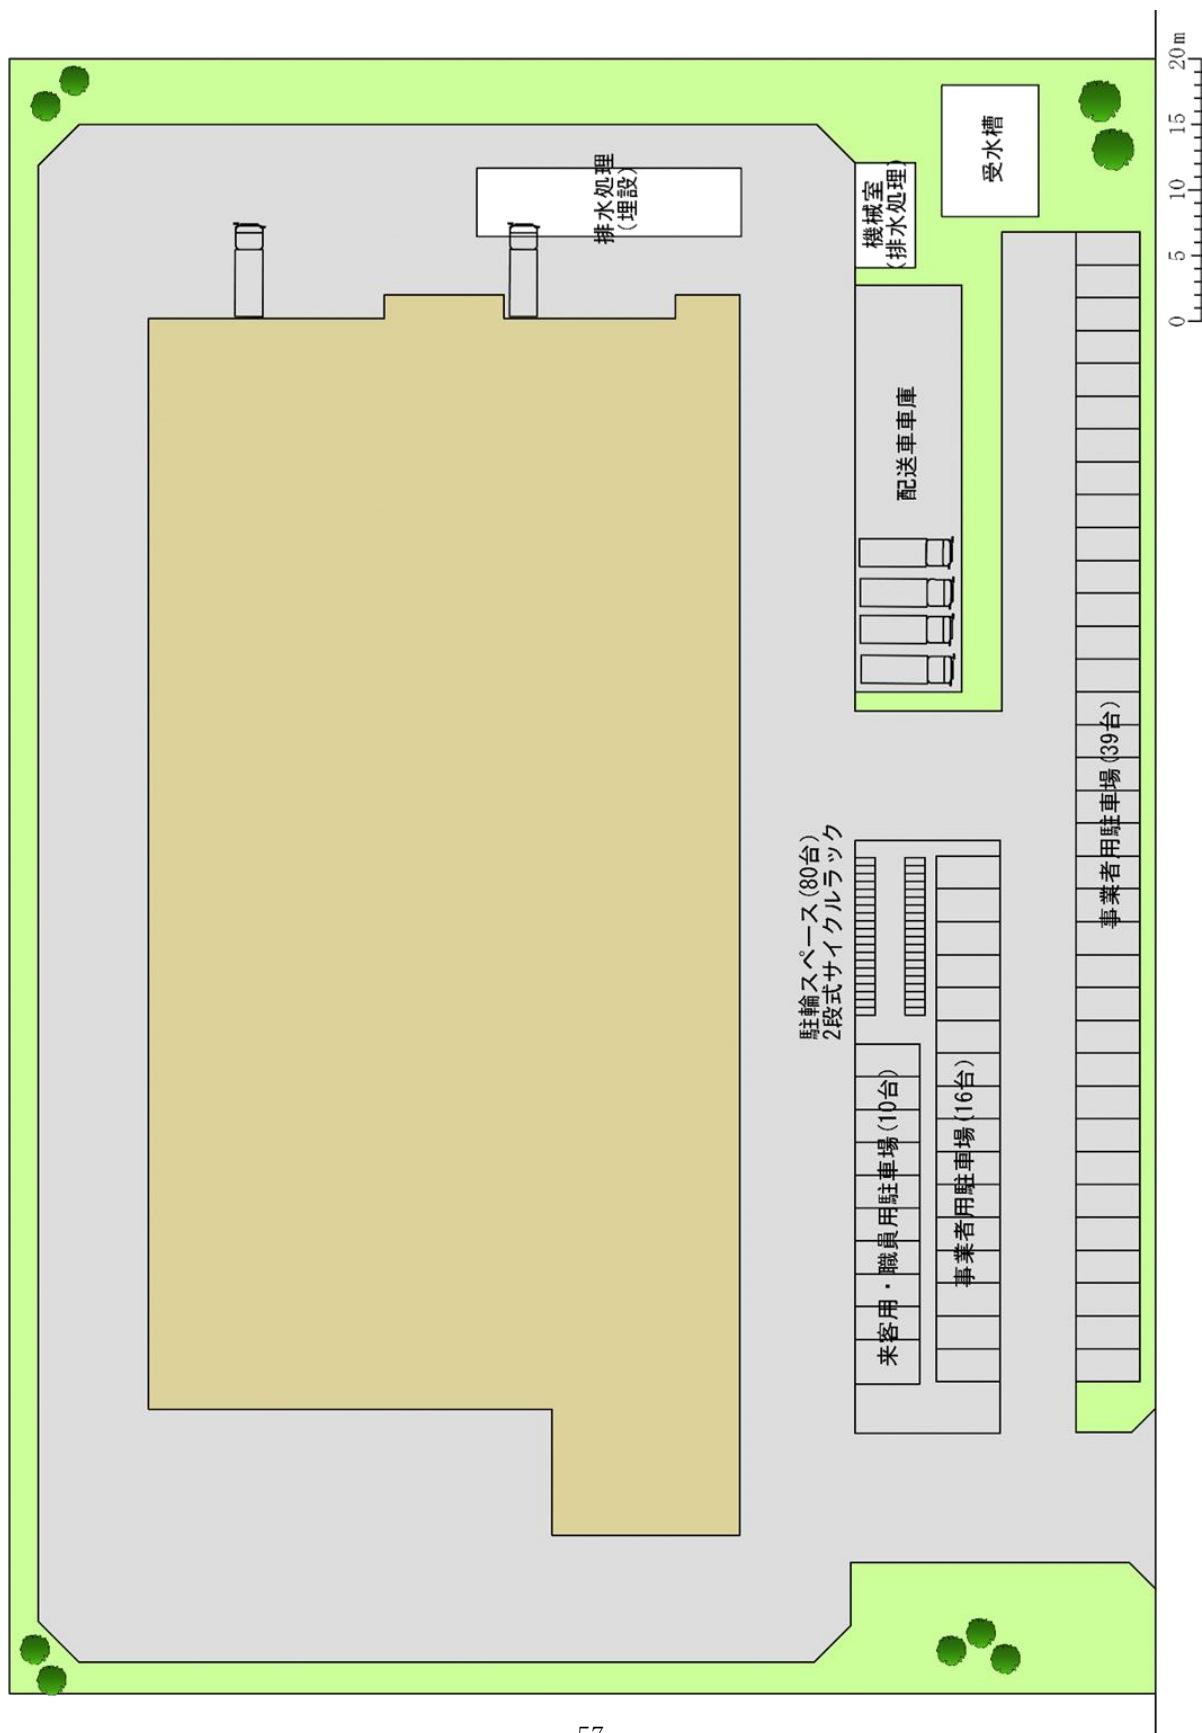 20m
15
10
5
0
受水槽
排水処理
(埋設)
機械室
(排水処理)
配送車車庫
事業者用駐車場(39台)
駐輪スペース(80台)
2段式サイクルラック
来客用・職員用駐車場(10台)
事業者用駐車場(16台)
57